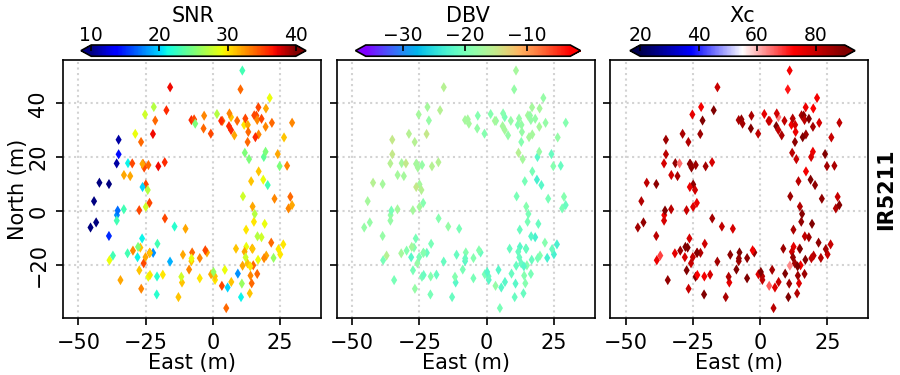 SNR DBV Xc
10 20 30 40 −30 −20 −10 20 40 60 80
40
20
0
−20
North (m)
IR5211
−50 −25 0 25 −50 −25 0 25 −50 −25 0 25
East (m) East (m) East (m)